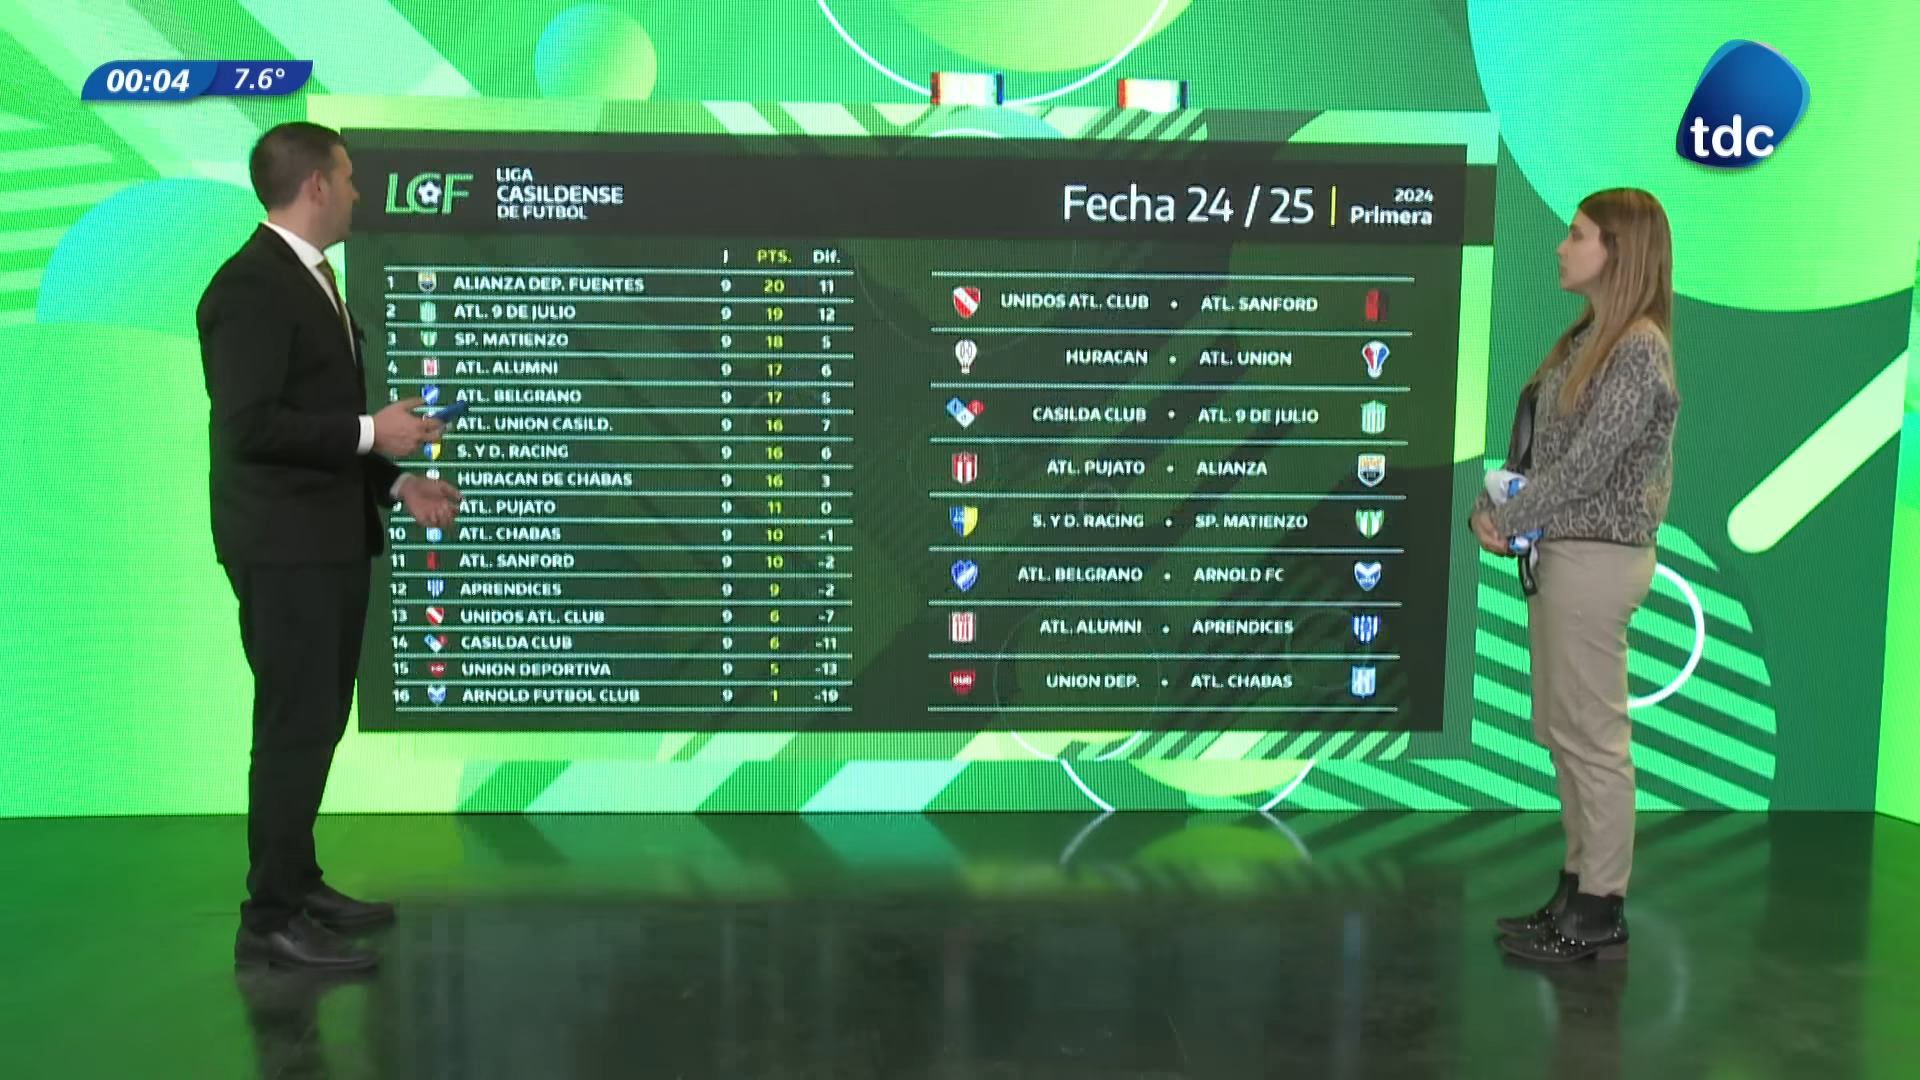 00:04 7.6°
tdc
LCF
LIGA
CASILDENSE
DE FUTBOL
Fecha 24 / 25
2024
Primera
J PTS. Dif.
1 ALIANZA DEP. FUENTES 9 20 11
2 ATL. 9 DE JULIO 9 19 12
3 SP. MATIENZO 9 18 5
4 ATL. ALUMNI 9 17 6
5 ATL. BELGRANO 9 17 5
ATL. UNION CASILD. 9 16 7
S. Y D. RACING 9 16 6
HURACAN DE CHABAS 9 16 3
9 ATL. PUJATO 9 11 0
10 ATL. CHABAS 9 10 -1
11 ATL. SANFORD 9 10 -2
12 APRENDICES 9 9 -2
13 UNIDOS ATL. CLUB 9 6 -7
14 CASILDA CLUB 9 6 -11
15 UNION DEPORTIVA 9 5 -13
16 ARNOLD FUTBOL CLUB 9 1 -19
UNIDOS ATL. CLUB • ATL. SANFORD
HURACAN • ATL. UNION
CASILDA CLUB • ATL. 9 DE JULIO
ATL. PUJATO • ALIANZA
S. Y D. RACING • SP. MATIENZO
ATL. BELGRANO • ARNOLD FC
ATL. ALUMNI • APRENDICES
UNION DEP. • ATL. CHABAS